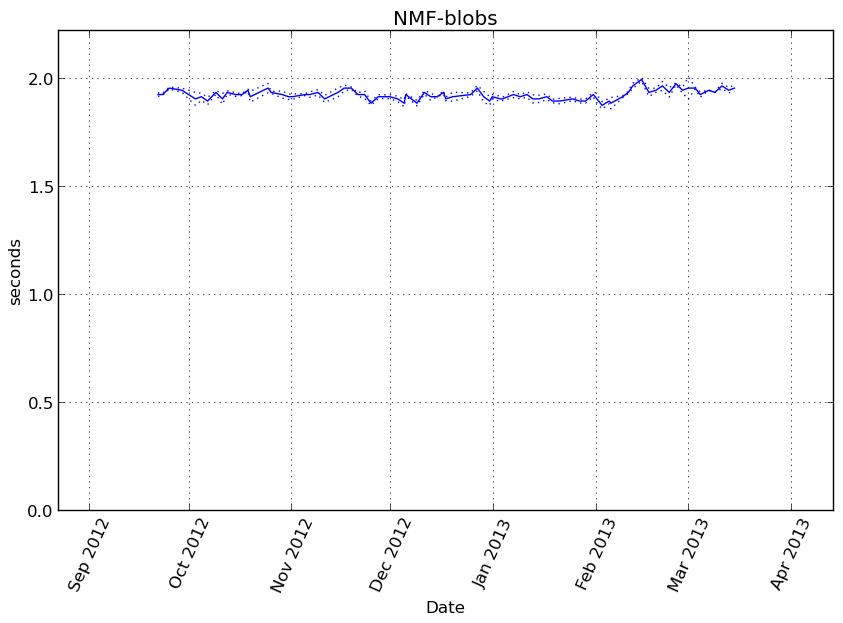 NMF-blobs
2.0
1.5
1.0
0.5
0.0
seconds
Sep 2012
Oct 2012
Nov 2012
Dec 2012
Jan 2013
Feb 2013
Mar 2013
Apr 2013
Date